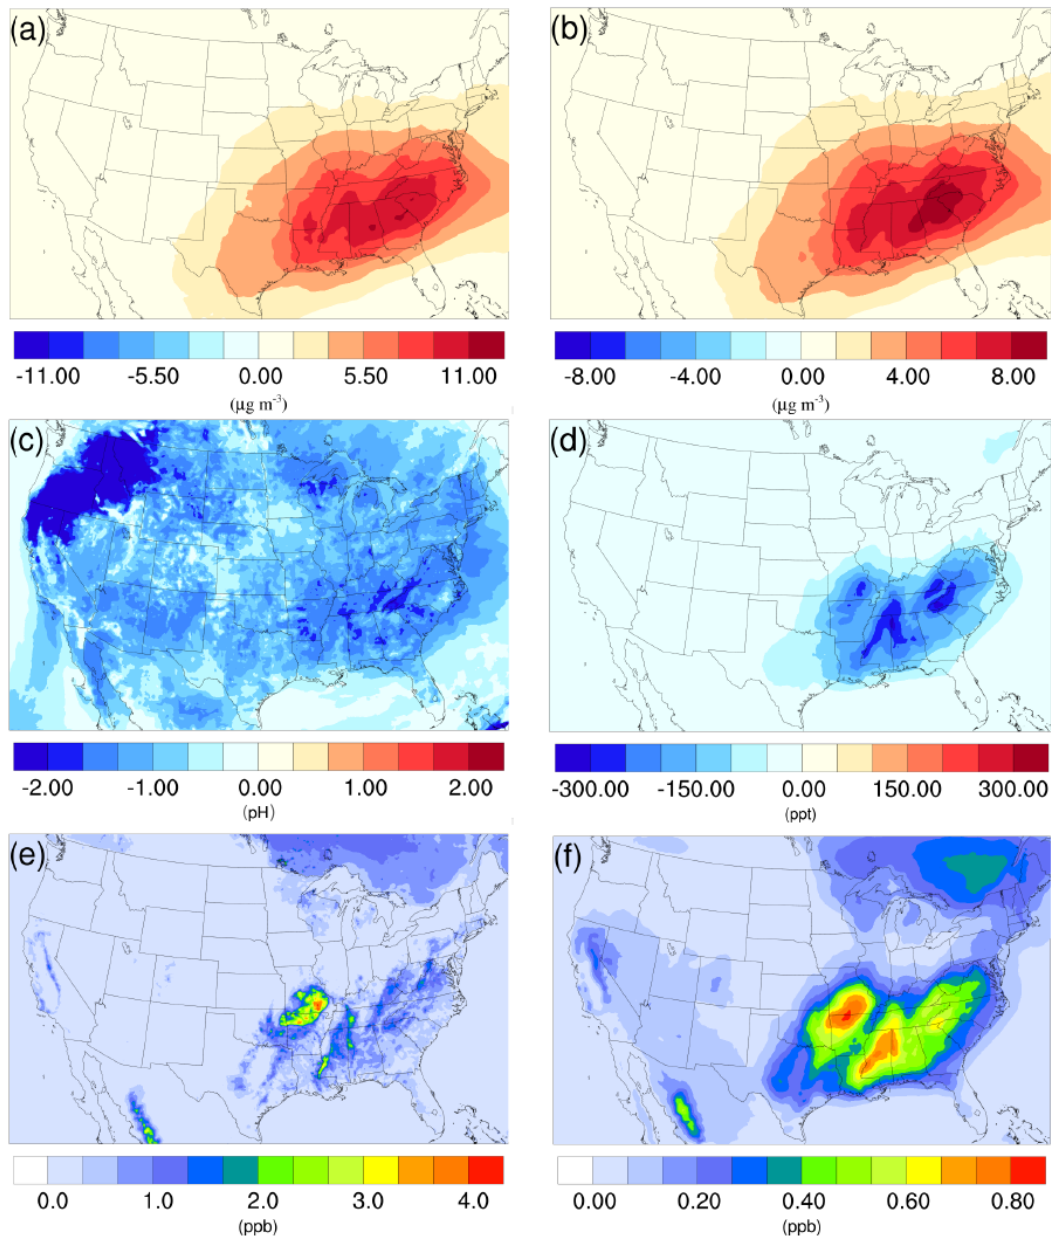 (a) (b)
-11.00 -5.50 0.00 5.50 11.00 -8.00 -4.00 0.00 4.00 8.00
(μg m⁻³) (μg m⁻³)
(c) (d)
-2.00 -1.00 0.00 1.00 2.00 -300.00 -150.00 0.00 150.00 300.00
(pH) (ppt)
(e) (f)
0.0 1.0 2.0 3.0 4.0 0.00 0.20 0.40 0.60 0.80
(ppb) (ppb)